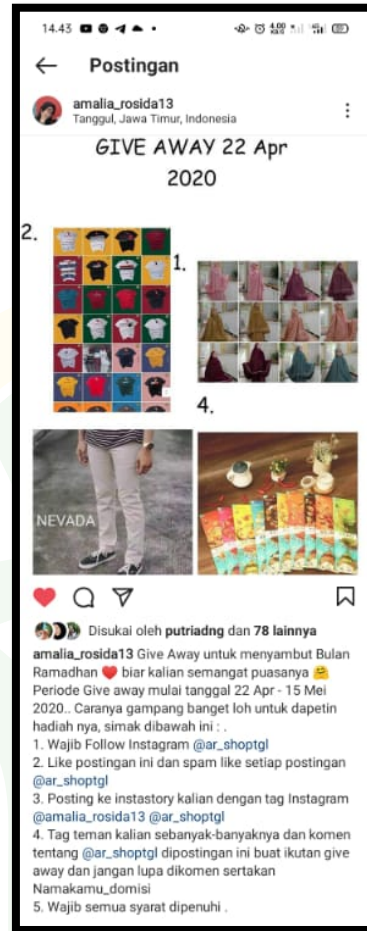 14.43
4.00
KB/S
Postingan
amalia_rosida13
Tanggul, Jawa Timur, Indonesia
GIVE AWAY 22 Apr
2020
2.
1.
4.
NEVADA
Disukai oleh putriadng dan 78 lainnya
amalia_rosida13 Give Away untuk menyambut Bulan
Ramadhan ❤️ biar kalian semangat puasanya 🤗
Periode Give away mulai tanggal 22 Apr - 15 Mei
2020.. Caranya gampang banget loh untuk dapetin
hadiah nya, simak dibawah ini : .
1. Wajib Follow Instagram @ar_shoptgl
2. Like postingan ini dan spam like setiap postingan
@ar_shoptgl
3. Posting ke instastory kalian dengan tag Instagram
@amalia_rosida13 @ar_shoptgl
4. Tag teman kalian sebanyak-banyaknya dan komen
tentang @ar_shoptgl dipostingan ini buat ikutan give
away dan jangan lupa dikomen sertakan
Namakamu_domisi
5. Wajib semua syarat dipenuhi .